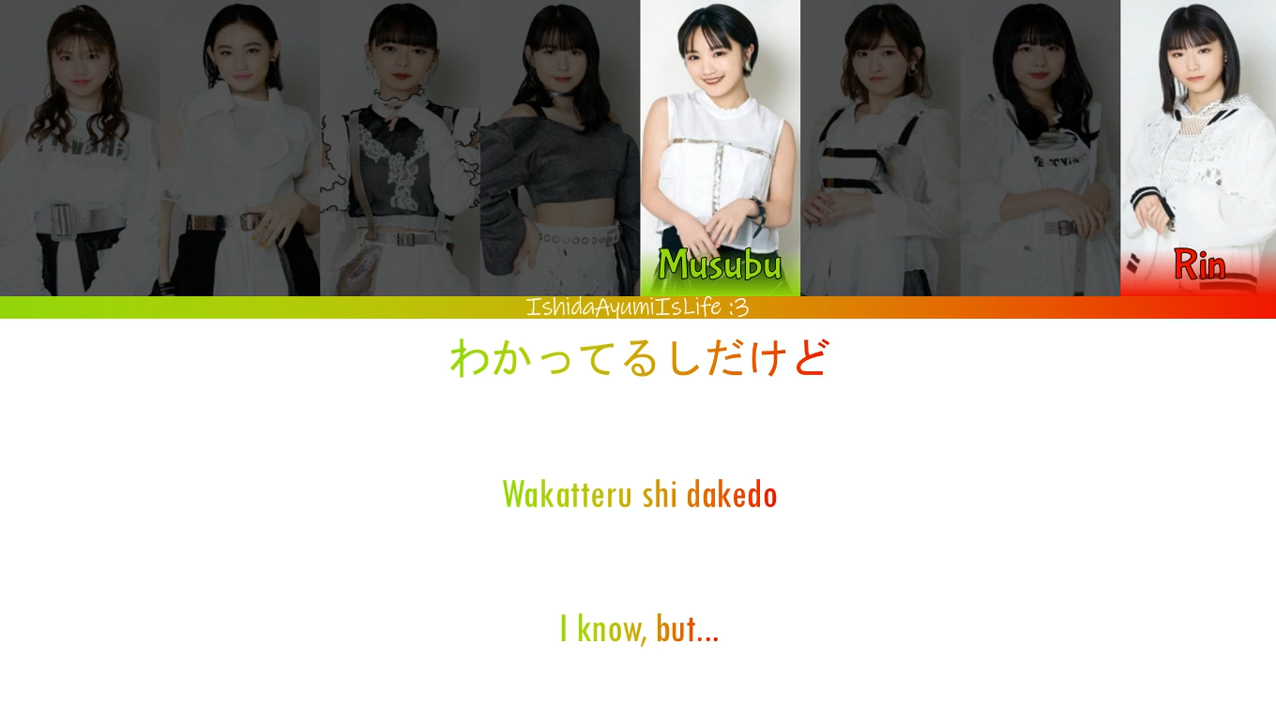 Musubu
Rin
IshidaAyumiIsLife :3
わかってるしだけど
Wakatteru shi dakedo
I know, but...